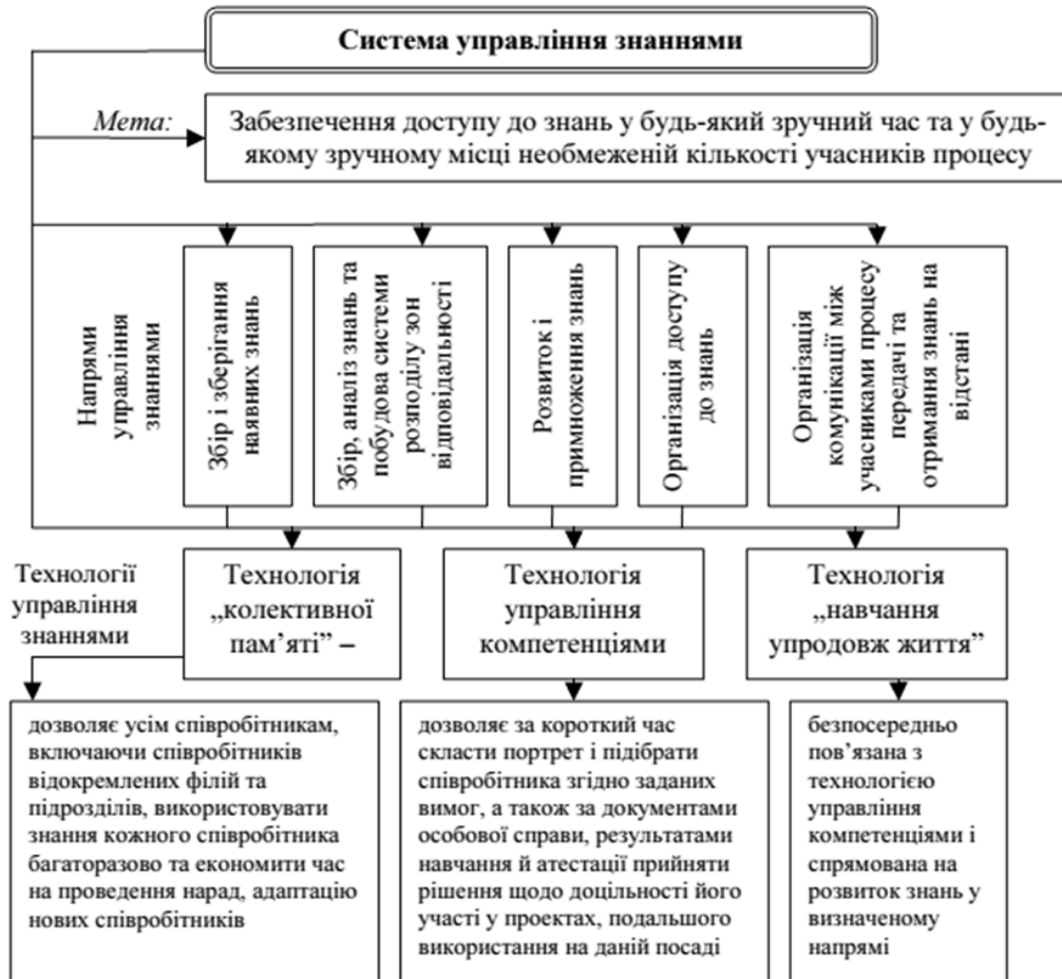 Система управління знаннями
Мета:
Забезпечення доступу до знань у будь-який зручний час та у будь-
якому зручному місці необмеженій кількості учасників процесу
Напрями
управління
знаннями
Збір і зберігання
наявних знань
Збір, аналіз знань та
побудова системи
розподілу зон
відповідальності
Розвиток і
примноження знань
Організація доступу
до знань
Організація
комунікації між
учасниками процесу
передачі та
отримання знань на
відстані
Технології
управління
знаннями
Технологія
„колективної
пам’яті” –
Технологія
управління
компетенціями
Технологія
„навчання
упродовж життя”
дозволяє усім співробітникам,
включаючи співробітників
відокремлених філій та
підрозділів, використовувати
знання кожного співробітника
багаторазово та економити час
на проведення нарад, адаптацію
нових співробітників
дозволяє за короткий час
скласти портрет і підібрати
співробітника згідно заданих
вимог, а також за документами
особової справи, результатами
навчання й атестації прийняти
рішення щодо доцільності його
участі у проектах, подальшого
використання на даній посаді
безпосередньо
пов’язана з
технологією
управління
компетенціями і
спрямована на
розвиток знань у
визначеному
напрямі